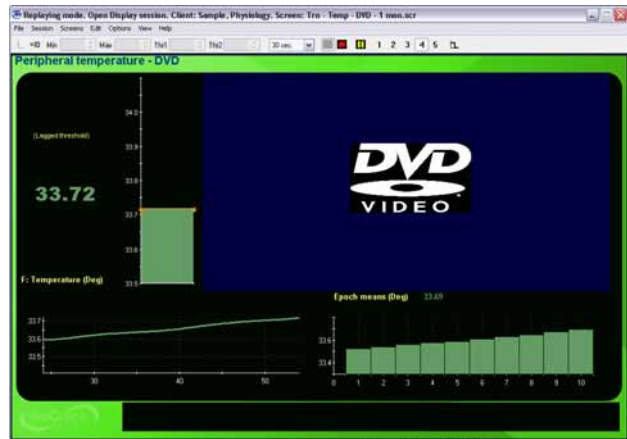 Replaying mode. Open Display session. Client: Sample, Physiology. Screen: Trn - Temp - DVD - 1 mon.scr
File Session Screens Edit Options View Help
Min Max Thr1 Thr2 30 sec. 1 2 3 4 5
Peripheral temperature - DVD
(Lagged threshold)
33.72
34.0
33.9
33.8
33.7
33.6
33.5
DVD
VIDEO
F: Temperature (Deg)
33.7
33.6
33.5
30 40 50
Epoch means (Deg) 33.69
33.6
33.4
0 1 2 3 4 5 6 7 8 9 10